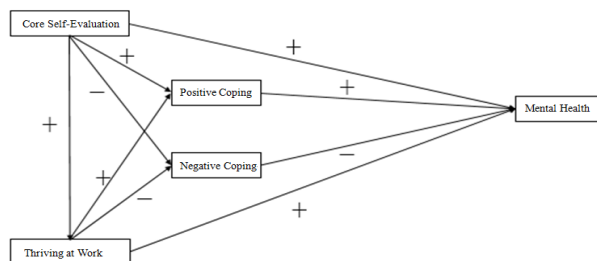 Core Self-Evaluation
+
+
+
−
Positive Coping
Mental Health
+
Negative Coping
−
+
−
+
Thriving at Work